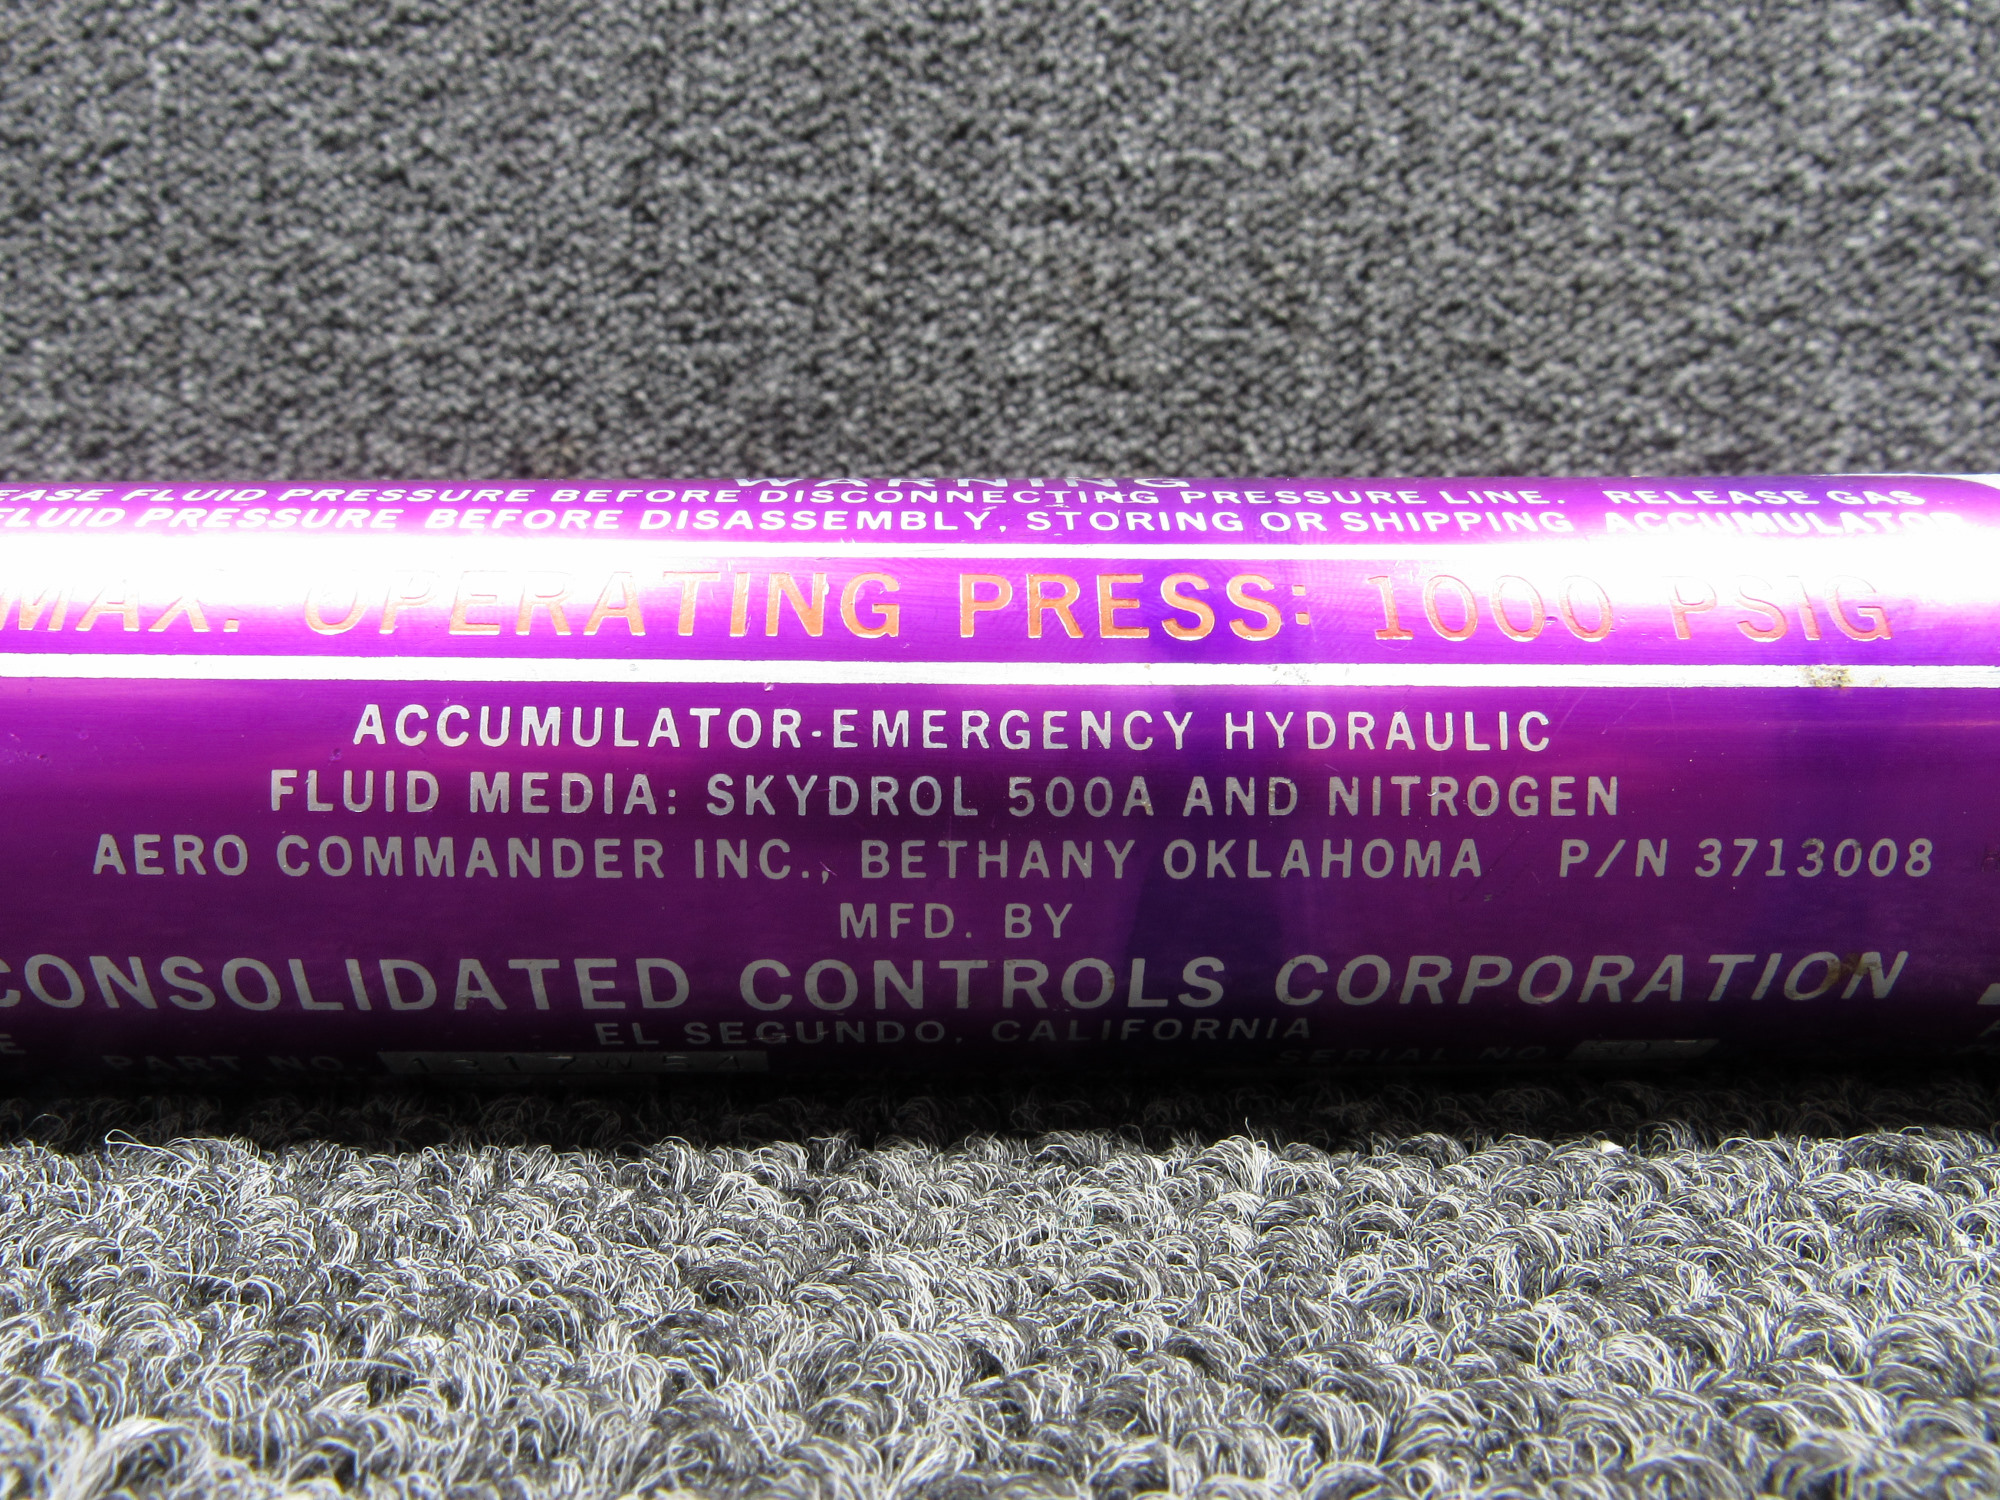 WARNING
EASE FLUID PRESSURE BEFORE DISCONNECTING PRESSURE LINE. RELEASE GAS
FLUID PRESSURE BEFORE DISASSEMBLY, STORING OR SHIPPING ACCUMULATOR
MAX. OPERATING PRESS: 1000 PSIG
ACCUMULATOR-EMERGENCY HYDRAULIC
FLUID MEDIA: SKYDROL 500A AND NITROGEN
AERO COMMANDER INC., BETHANY OKLAHOMA P/N 3713008
MFD. BY
CONSOLIDATED CONTROLS CORPORATION
EL SEGUNDO, CALIFORNIA
PART NO. SERIAL NO.